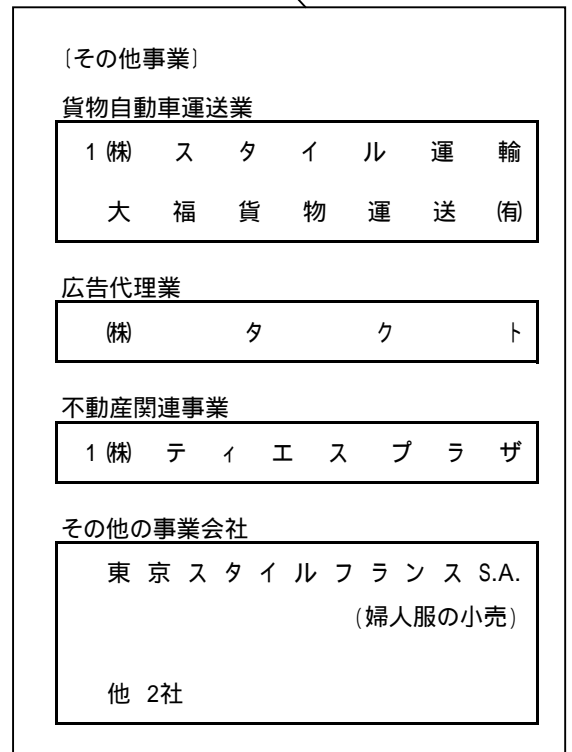 〔その他事業〕
貨物自動車運送業
1 ㈱ スタイル運輸
大福貨物運送 ㈲
広告代理業
㈱ タクト
不動産関連事業
1 ㈱ ティエスプラザ
その他の事業会社
東京スタイルフランス S.A.
(婦人服の小売)
他 2社